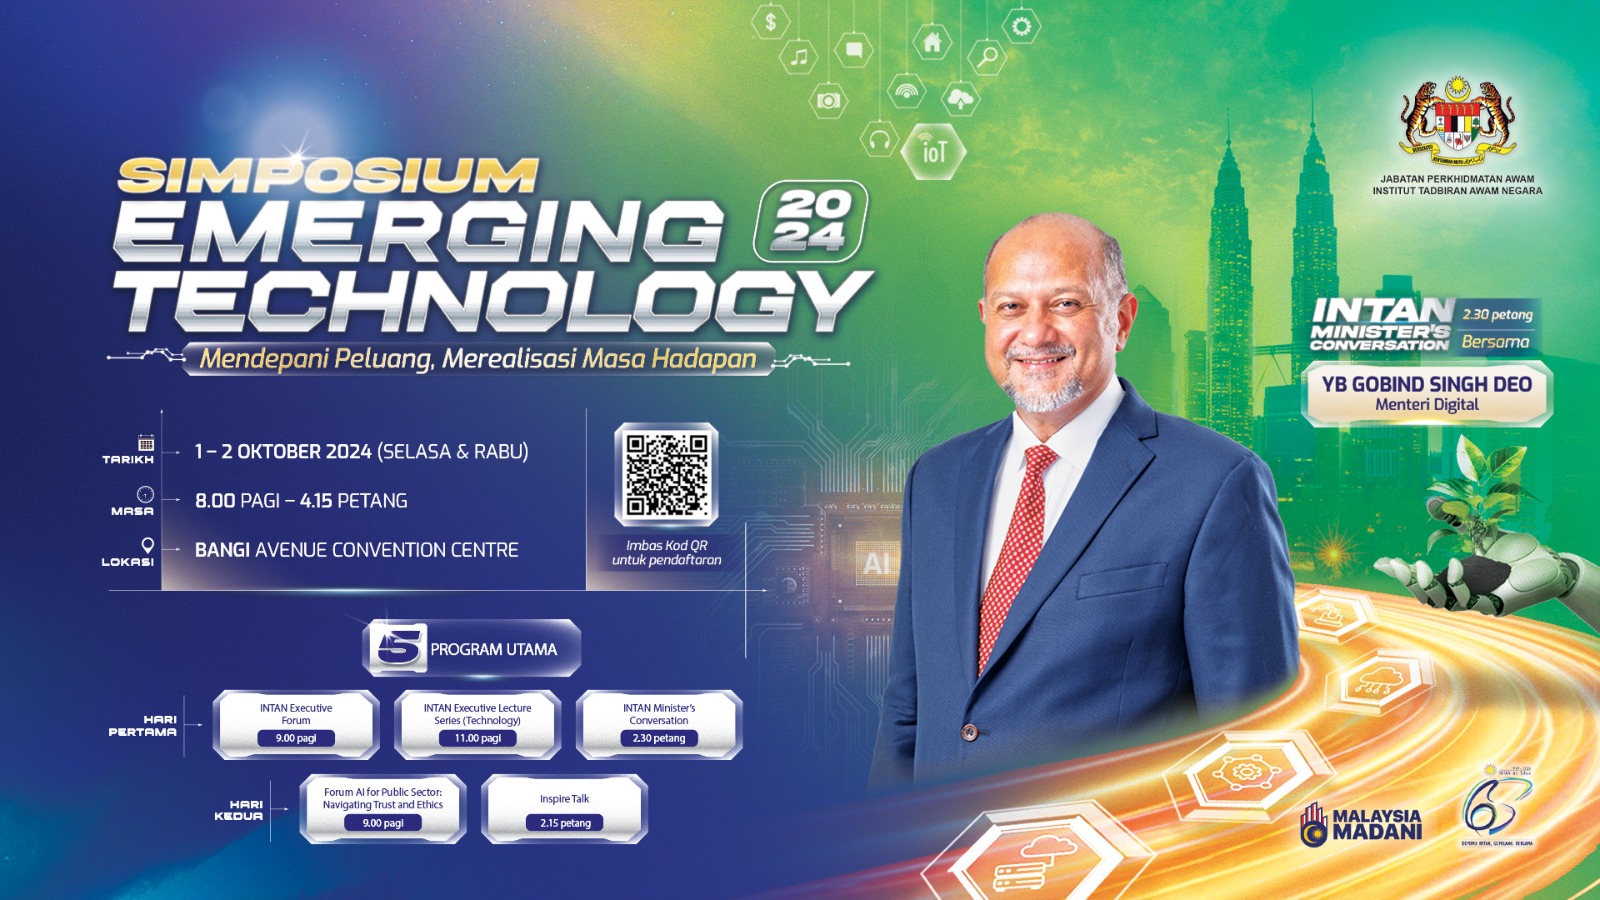 SIMPOSIUM
EMERGING
TECHNOLOGY
20
24
Mendepani Peluang, Merealisasi Masa Hadapan
TARIKH
1 – 2 OKTOBER 2024 (SELASA & RABU)
MASA
8.00 PAGI – 4.15 PETANG
LOKASI
BANGI AVENUE CONVENTION CENTRE
Imbas Kod QR
untuk pendaftaran
5 PROGRAM UTAMA
HARI
PERTAMA
INTAN Executive
Forum
9.00 pagi
INTAN Executive Lecture
Series (Technology)
11.00 pagi
INTAN Minister's
Conversation
2.30 petang
HARI
KEDUA
Forum AI for Public Sector:
Navigating Trust and Ethics
9.00 pagi
Inspire Talk
2.15 petang
$
ioT
AI
JABATAN PERKHIDMATAN AWAM
INSTITUT TADBIRAN AWAM NEGARA
INTAN
MINISTER'S
CONVERSATION
2.30 petang
Bersama
YB GOBIND SINGH DEO
Menteri Digital
MALAYSIA
MADANI
65